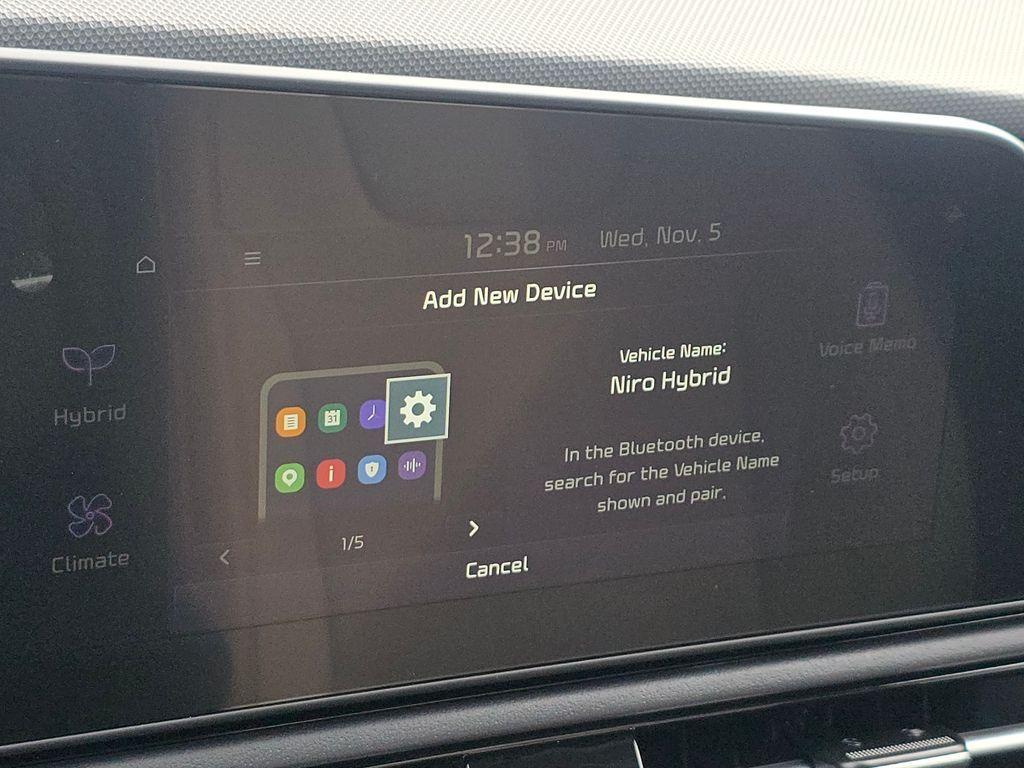 12:38 PM Wed, Nov. 5
Add New Device
Hybrid
Climate
31
1/5
Vehicle Name:
Niro Hybrid
In the Bluetooth device,
search for the Vehicle Name
shown and pair.
Cancel
Voice Memo
Setup